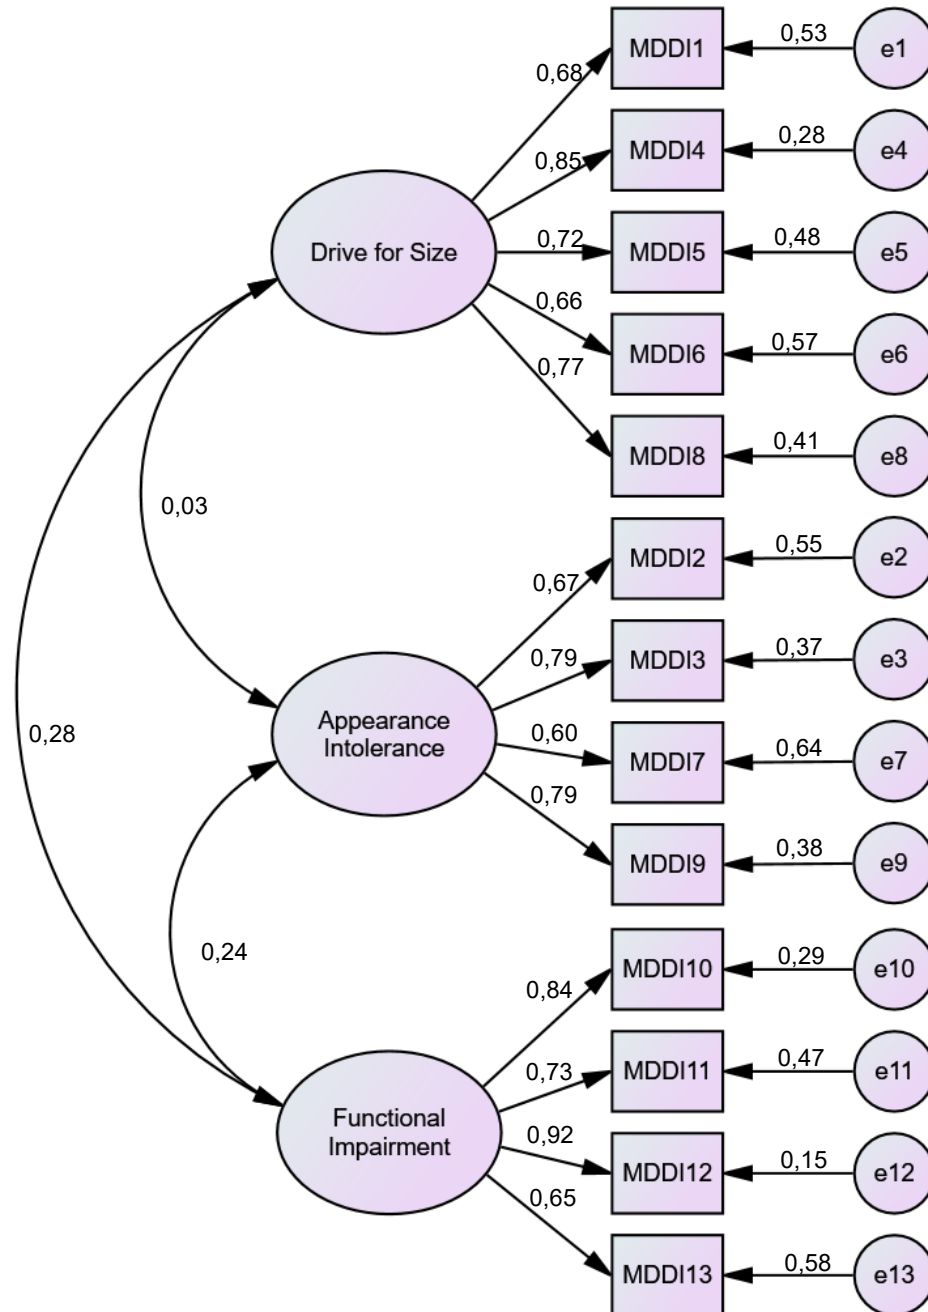 0,68
MDDI1
0,53
e1
0,85
MDDI4
0,28
e4
Drive for Size
0,72
MDDI5
0,48
e5
0,66
MDDI6
0,57
e6
0,77
MDDI8
0,41
e8
0,03
0,67
MDDI2
0,55
e2
0,79
MDDI3
0,37
e3
0,28
Appearance
Intolerance
0,60
MDDI7
0,64
e7
0,79
MDDI9
0,38
e9
0,24
0,84
MDDI10
0,29
e10
0,73
MDDI11
0,47
e11
Functional
Impairment
0,92
MDDI12
0,15
e12
0,65
MDDI13
0,58
e13